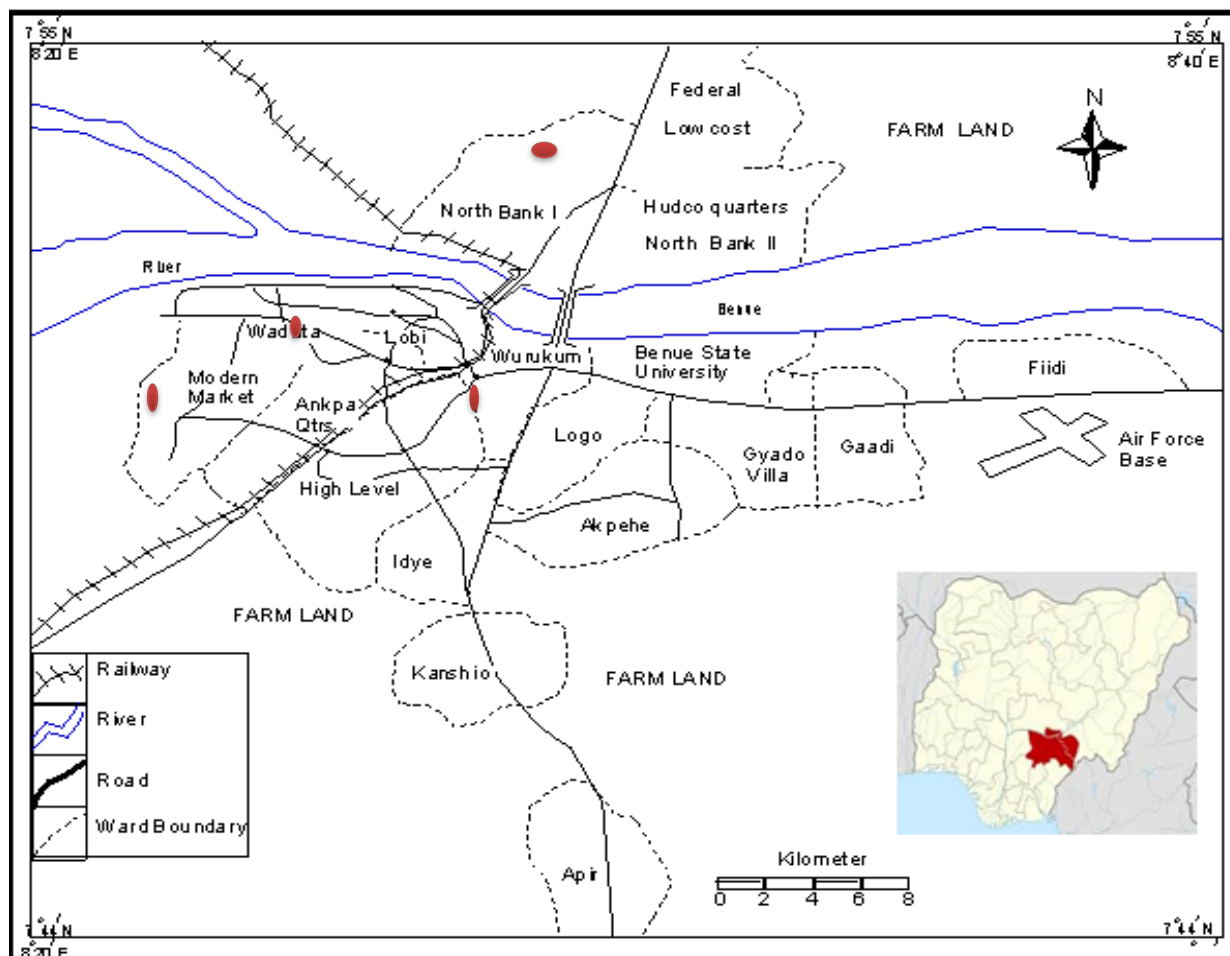 7°55' N
7°55' N
8°20' E
8°40' E
N
Federal
Low cost
FARM LAND
North Bank I
Hudco quarters
North Bank II
River
Benue
Wadata
Lobi
Wurukum
Benue State
University
Fiidi
Modern
Market
Ankpa
Qtrs
Logo
Gyado
Villa
Gaadi
Air Force
Base
High Level
Akpehe
Idye
FARM LAND
Kanshio
FARM LAND
Railway
River
Road
Ward Boundary
Apir
Kilometer
0 2 4 6 8
7°44' N
7°44' N
8°20' E